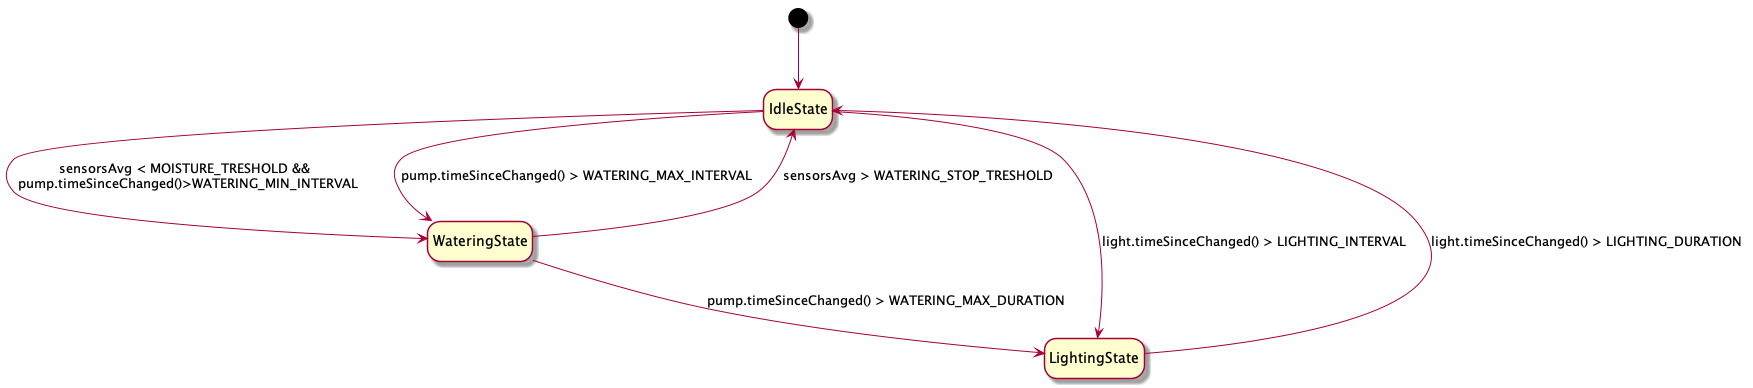 IdleState
sensorsAvg < MOISTURE_TRESHOLD &&
pump.timeSinceChanged()>WATERING_MIN_INTERVAL
pump.timeSinceChanged() > WATERING_MAX_INTERVAL
sensorsAvg > WATERING_STOP_TRESHOLD
WateringState
light.timeSinceChanged() > LIGHTING_INTERVAL
light.timeSinceChanged() > LIGHTING_DURATION
pump.timeSinceChanged() > WATERING_MAX_DURATION
LightingState